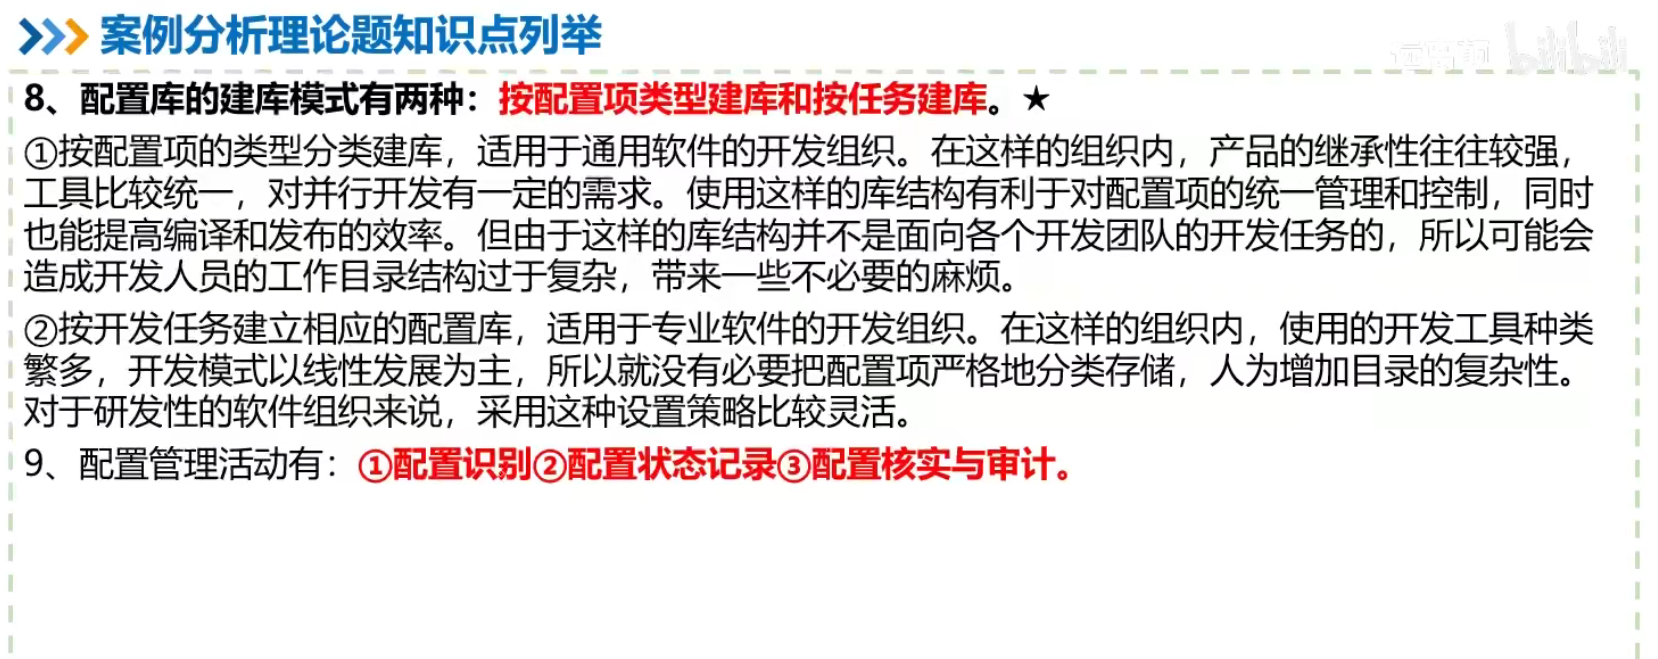 案例分析理论题知识点列举
bilibili
8、配置库的建库模式有两种：按配置项类型建库和按任务建库。★
①按配置项的类型分类建库，适用于通用软件的开发组织。在这样的组织内，产品的继承性往往较强，
工具比较统一，对并行开发有一定的需求。使用这样的库结构有利于对配置项的统一管理和控制，同时
也能提高编译和发布的效率。但由于这样的库结构并不是面向各个开发团队的开发任务的，所以可能会
造成开发人员的工作目录结构过于复杂，带来一些不必要的麻烦。
②按开发任务建立相应的配置库，适用于专业软件的开发组织。在这样的组织内，使用的开发工具种类
繁多，开发模式以线性发展为主，所以就没有必要把配置项严格地分类存储，人为增加目录的复杂性。
对于研发性的软件组织来说，采用这种设置策略比较灵活。
9、配置管理活动有：①配置识别②配置状态记录③配置核实与审计。